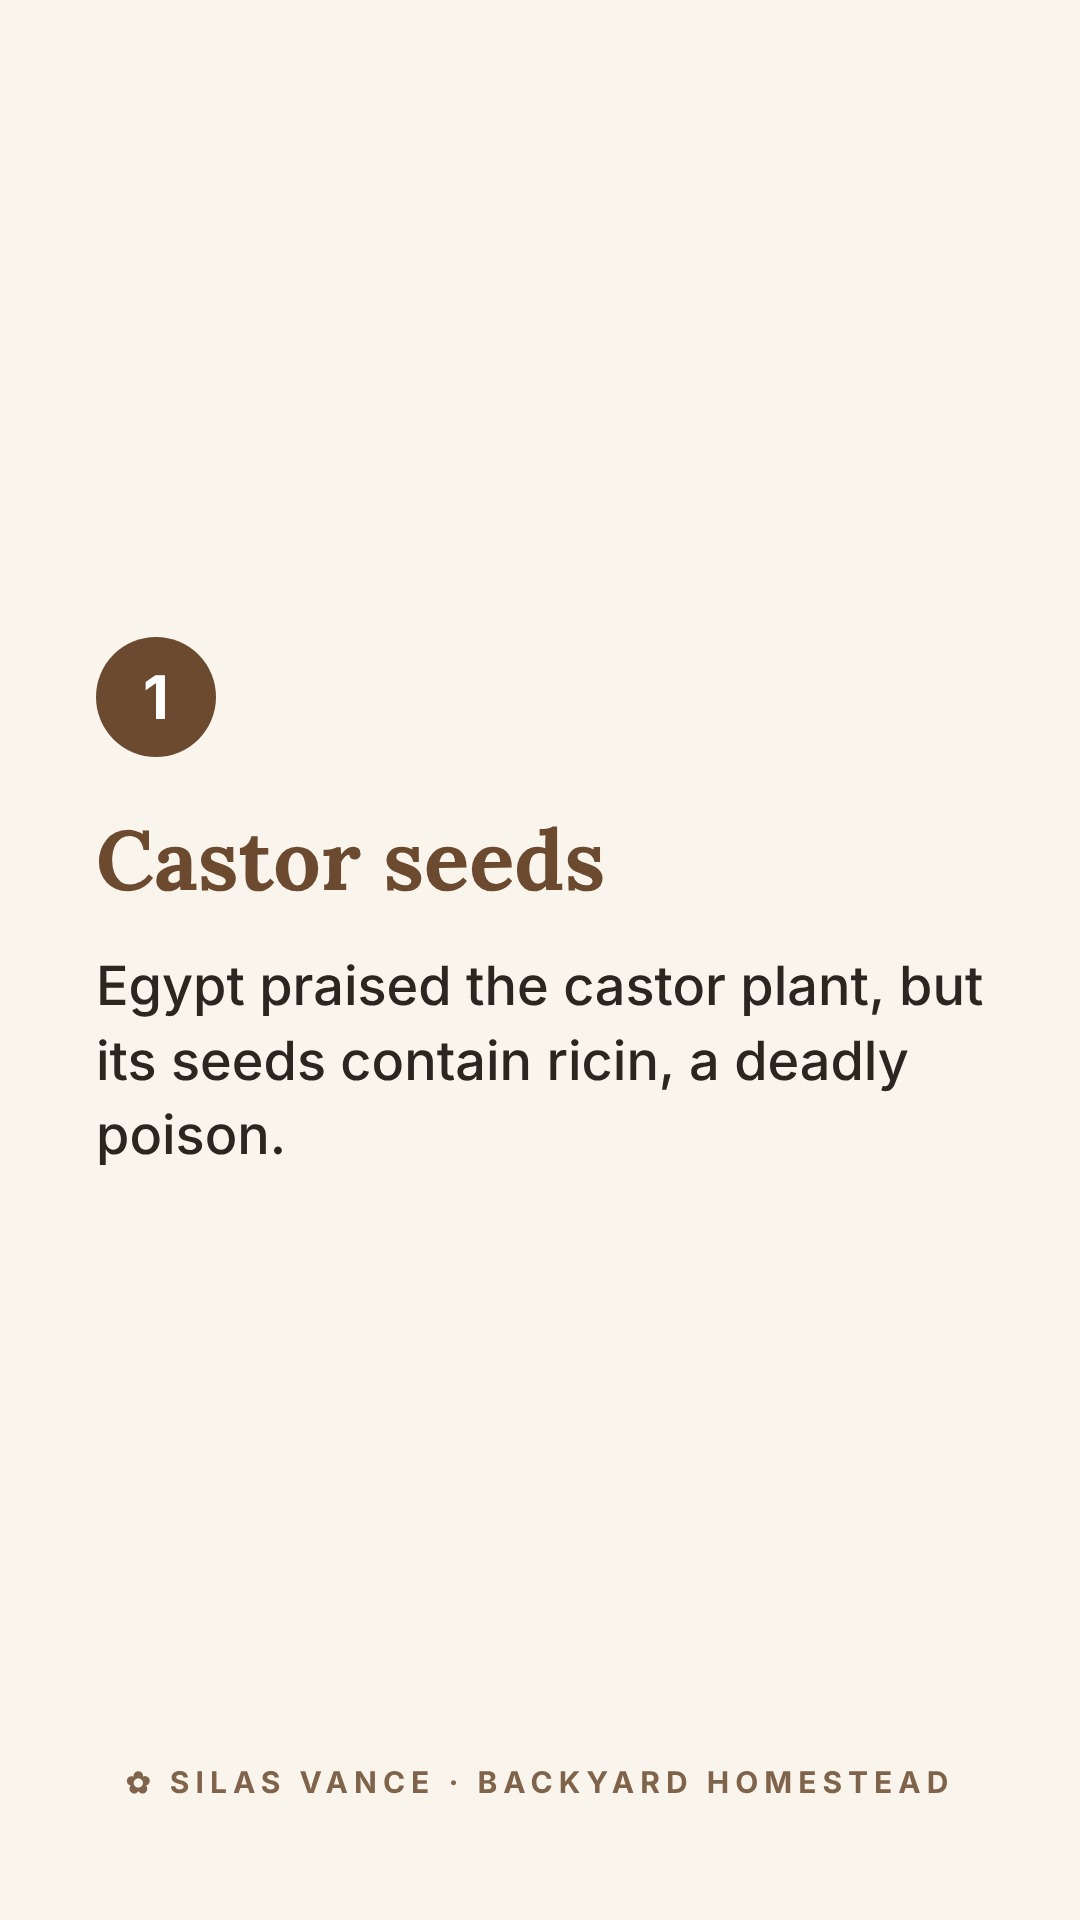 1
Castor seeds
Egypt praised the castor plant, but
its seeds contain ricin, a deadly
poison.
✿ SILAS VANCE · BACKYARD HOMESTEAD